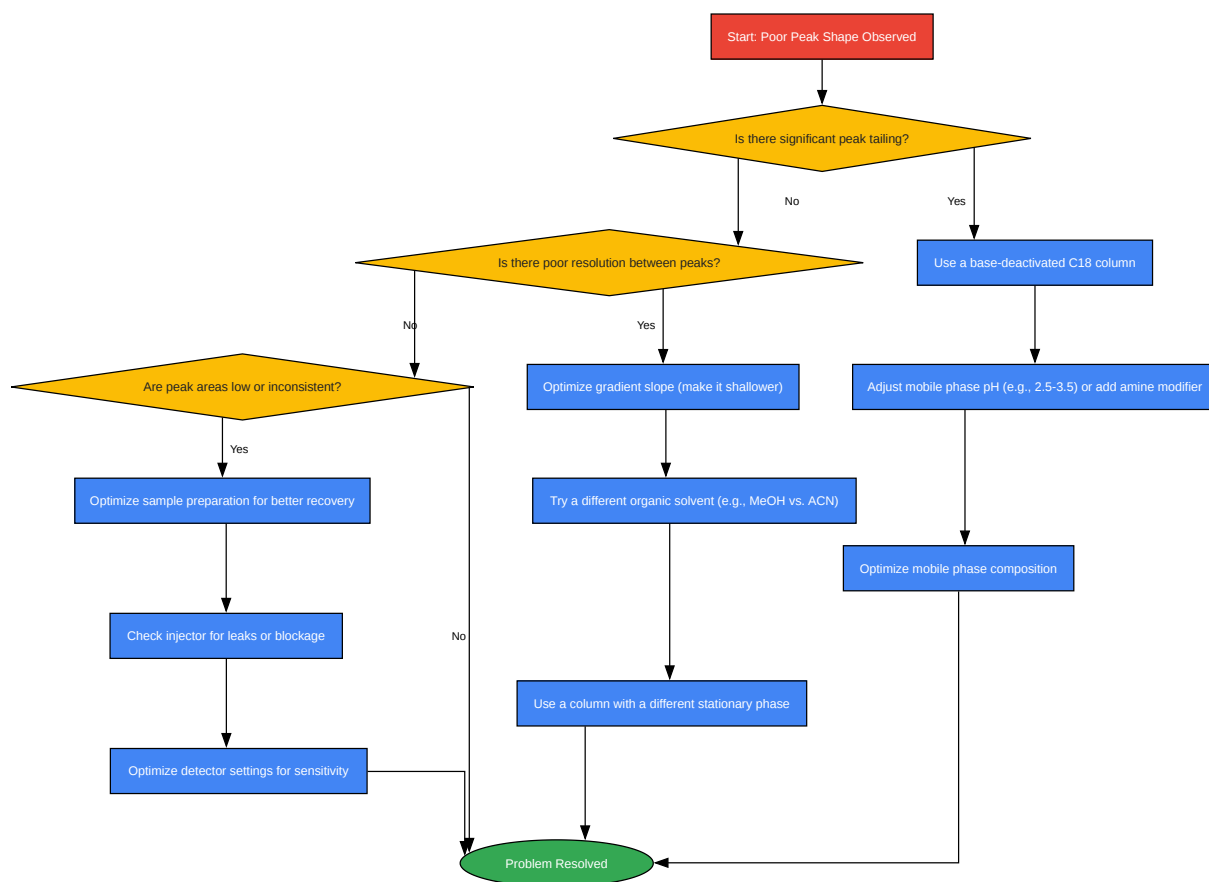 Start: Poor Peak Shape Observed
Is there significant peak tailing?
No
Yes
Is there poor resolution between peaks?
Use a base-deactivated C18 column
No
Yes
Are peak areas low or inconsistent?
Optimize gradient slope (make it shallower)
Adjust mobile phase pH (e.g., 2.5-3.5) or add amine modifier
Yes
Optimize sample preparation for better recovery
Try a different organic solvent (e.g., MeOH vs. ACN)
Optimize mobile phase composition
Check injector for leaks or blockage
No
Use a column with a different stationary phase
Optimize detector settings for sensitivity
Problem Resolved